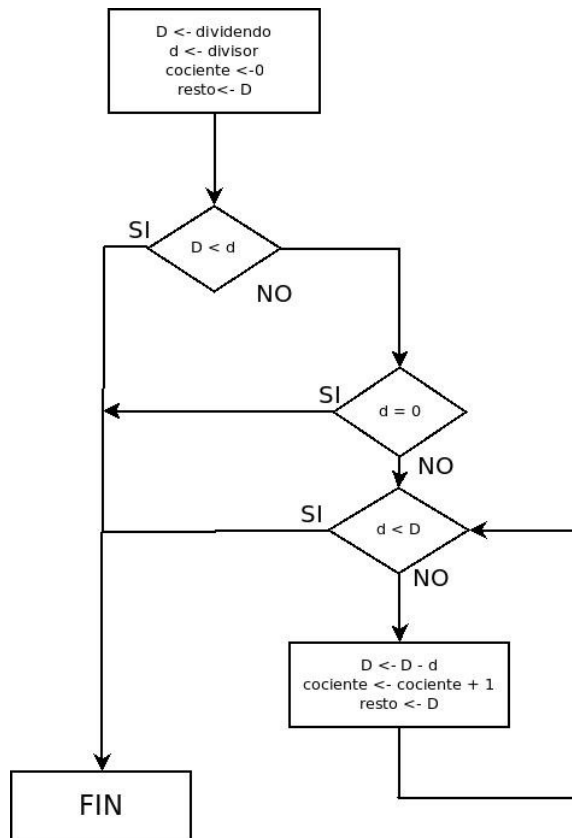 D <- dividendo
d <- divisor
cociente <-0
resto<- D
SI
D < d
NO
SI
d = 0
NO
SI
d < D
NO
D <- D - d
cociente <- cociente + 1
resto <- D
FIN